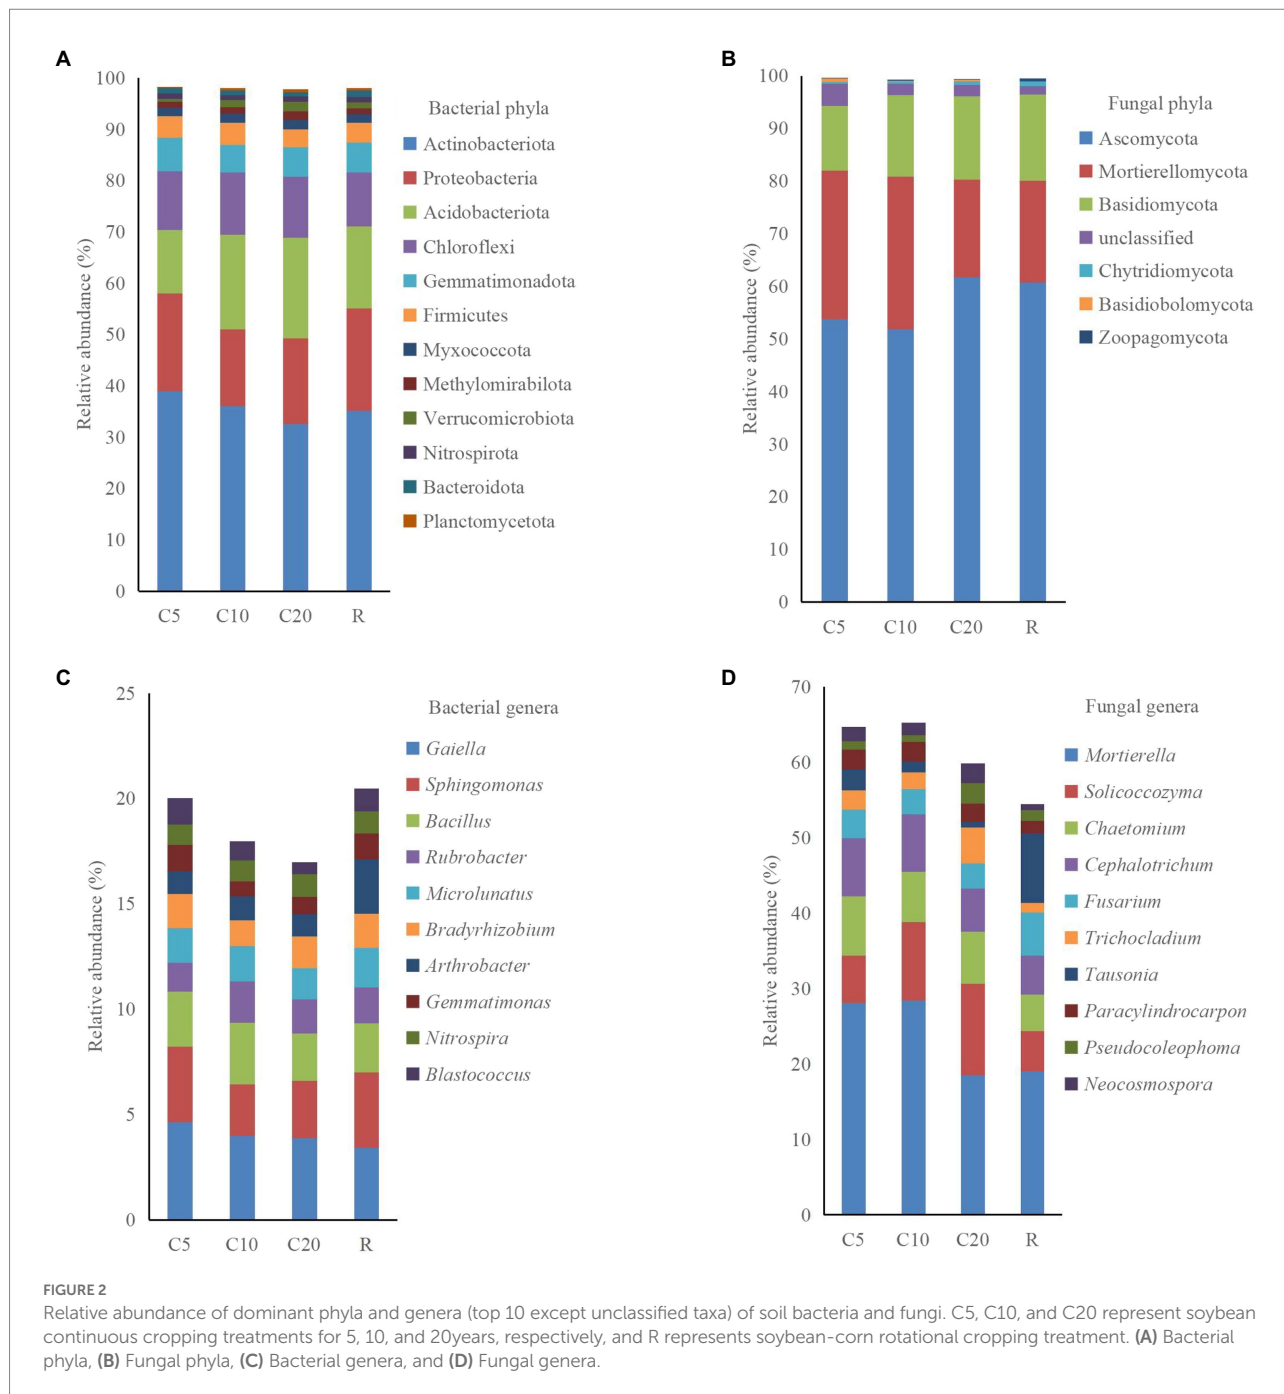 A
100
90
80
70
60
50
40
30
20
10
0
Relative abundance (%)
C5 C10 C20 R
Bacterial phyla
Actinobacteriota
Proteobacteria
Acidobacteriota
Chloroflexi
Gemmatimonadota
Firmicutes
Myxococcota
Methylomirabilota
Verrucomicrobiota
Nitrospirota
Bacteroidota
Planctomycetota
B
100
90
80
70
60
50
40
30
20
10
0
Relative abundance (%)
C5 C10 C20 R
Fungal phyla
Ascomycota
Mortierellomycota
Basidiomycota
unclassified
Chytridiomycota
Basidiobolomycota
Zoopagomycota
C
25
20
15
10
5
0
Relative abundance (%)
C5 C10 C20 R
Bacterial genera
Gaiella
Sphingomonas
Bacillus
Rubrobacter
Microlunatus
Bradyrhizobium
Arthrobacter
Gemmatimonas
Nitrospira
Blastococcus
D
70
60
50
40
30
20
10
0
Relative abundance (%)
C5 C10 C20 R
Fungal genera
Mortierella
Solicoccozyma
Chaetomium
Cephalotrichum
Fusarium
Trichocladium
Tausonia
Paracylindrocarpon
Pseudocoleophoma
Neocosmospora
FIGURE 2
Relative abundance of dominant phyla and genera (top 10 except unclassified taxa) of soil bacteria and fungi. C5, C10, and C20 represent soybean
continuous cropping treatments for 5, 10, and 20years, respectively, and R represents soybean-corn rotational cropping treatment. (A) Bacterial
phyla, (B) Fungal phyla, (C) Bacterial genera, and (D) Fungal genera.